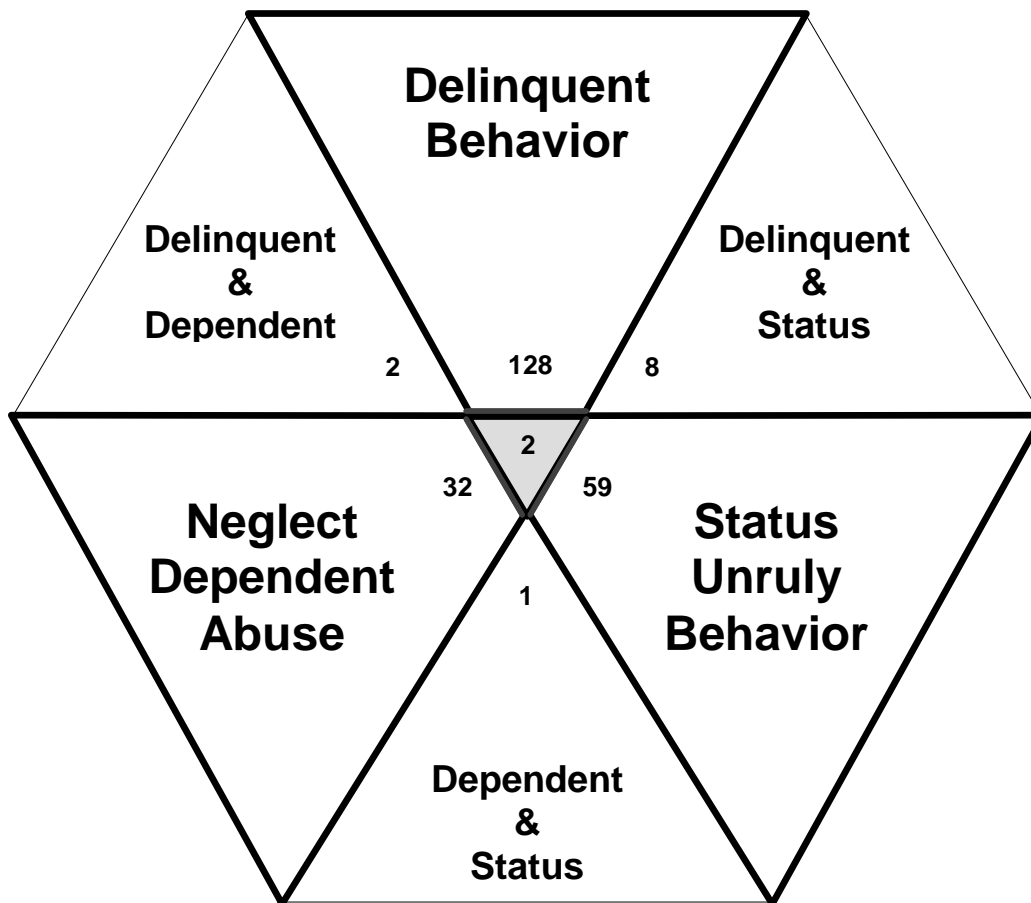 Delinquent
Behavior
Delinquent
&
Dependent
Delinquent
&
Status
2
128
8
2
32
59
Neglect
Dependent
Abuse
Status
Unruly
Behavior
1
Dependent
&
Status